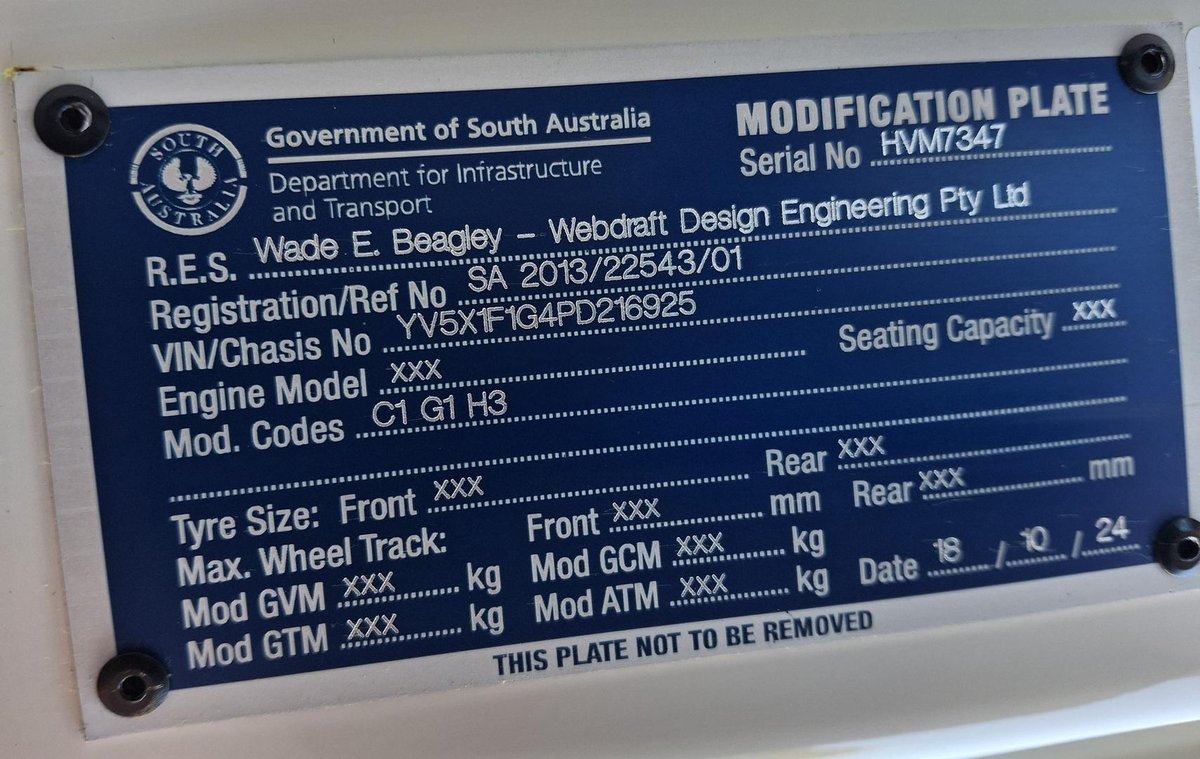 SOUTH AUSTRALIA
Government of South Australia
Department for Infrastructure
and Transport
MODIFICATION PLATE
Serial No HVM7347
R.E.S. Wade E. Beagley - Webdraft Design Engineering Pty Ltd
Registration/Ref No SA 2013/22543/01
VIN/Chasis No YV5X1F1G4PD216925
Engine Model XXX Seating Capacity XXX
Mod. Codes C1 G1 H3
Tyre Size: Front XXX Rear XXX
Max. Wheel Track: Front XXX mm Rear XXX mm
Mod GVM XXX kg Mod GCM XXX kg
Mod GTM XXX kg Mod ATM XXX kg Date 18 / 10 / 24
THIS PLATE NOT TO BE REMOVED